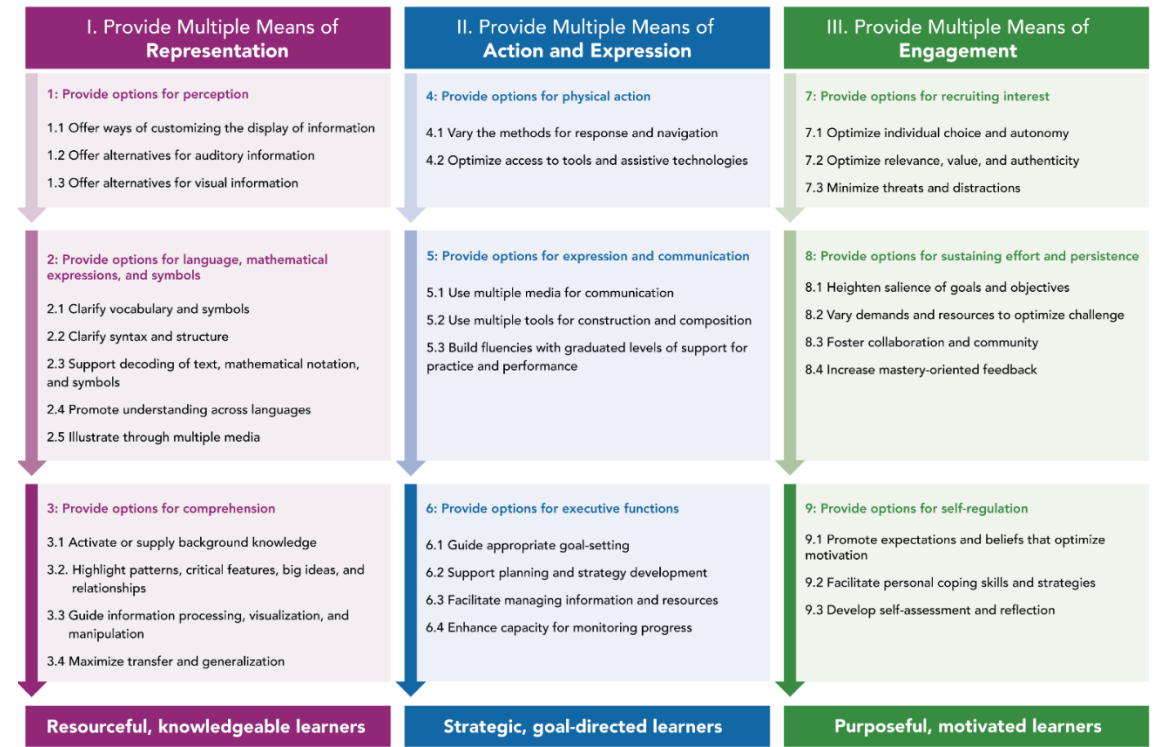 I. Provide Multiple Means of
Representation
1: Provide options for perception
1.1 Offer ways of customizing the display of information
1.2 Offer alternatives for auditory information
1.3 Offer alternatives for visual information
2: Provide options for language, mathematical
expressions, and symbols
2.1 Clarify vocabulary and symbols
2.2 Clarify syntax and structure
2.3 Support decoding of text, mathematical notation,
and symbols
2.4 Promote understanding across languages
2.5 Illustrate through multiple media
3: Provide options for comprehension
3.1 Activate or supply background knowledge
3.2. Highlight patterns, critical features, big ideas, and
relationships
3.3 Guide information processing, visualization, and
manipulation
3.4 Maximize transfer and generalization
Resourceful, knowledgeable learners
II. Provide Multiple Means of
Action and Expression
4: Provide options for physical action
4.1 Vary the methods for response and navigation
4.2 Optimize access to tools and assistive technologies
5: Provide options for expression and communication
5.1 Use multiple media for communication
5.2 Use multiple tools for construction and composition
5.3 Build fluencies with graduated levels of support for
practice and performance
6: Provide options for executive functions
6.1 Guide appropriate goal-setting
6.2 Support planning and strategy development
6.3 Facilitate managing information and resources
6.4 Enhance capacity for monitoring progress
Strategic, goal-directed learners
III. Provide Multiple Means of
Engagement
7: Provide options for recruiting interest
7.1 Optimize individual choice and autonomy
7.2 Optimize relevance, value, and authenticity
7.3 Minimize threats and distractions
8: Provide options for sustaining effort and persistence
8.1 Heighten salience of goals and objectives
8.2 Vary demands and resources to optimize challenge
8.3 Foster collaboration and community
8.4 Increase mastery-oriented feedback
9: Provide options for self-regulation
9.1 Promote expectations and beliefs that optimize
motivation
9.2 Facilitate personal coping skills and strategies
9.3 Develop self-assessment and reflection
Purposeful, motivated learners